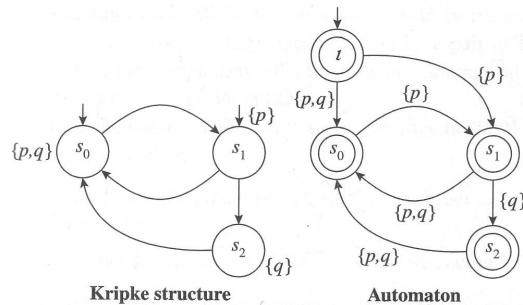 ι
{p}
{p,q}
{p}
{p}
{p,q}
s₀
s₁
s₀
s₁
{p,q}
{q}
s₂
{q}
{p,q}
s₂
Kripke structure
Automaton